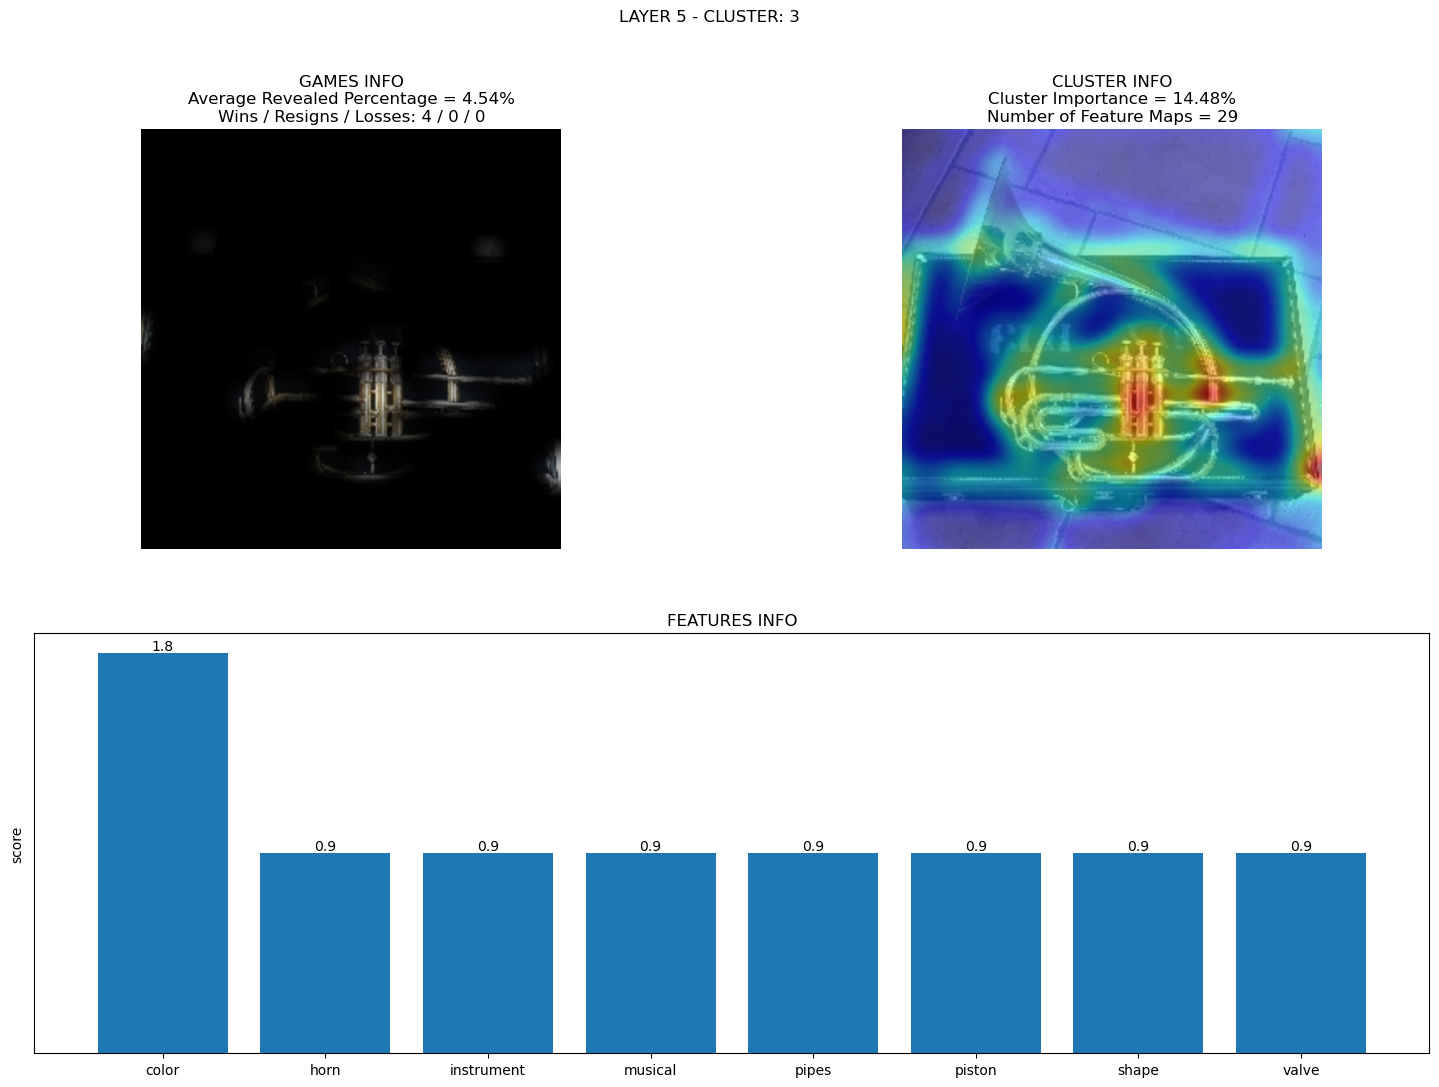 LAYER 5 - CLUSTER: 3
GAMES INFO
Average Revealed Percentage = 4.54%
Wins / Resigns / Losses: 4 / 0 / 0
CLUSTER INFO
Cluster Importance = 14.48%
Number of Feature Maps = 29
FEATURES INFO
score
1.8
0.9
0.9
0.9
0.9
0.9
0.9
0.9
color
horn
instrument
musical
pipes
piston
shape
valve